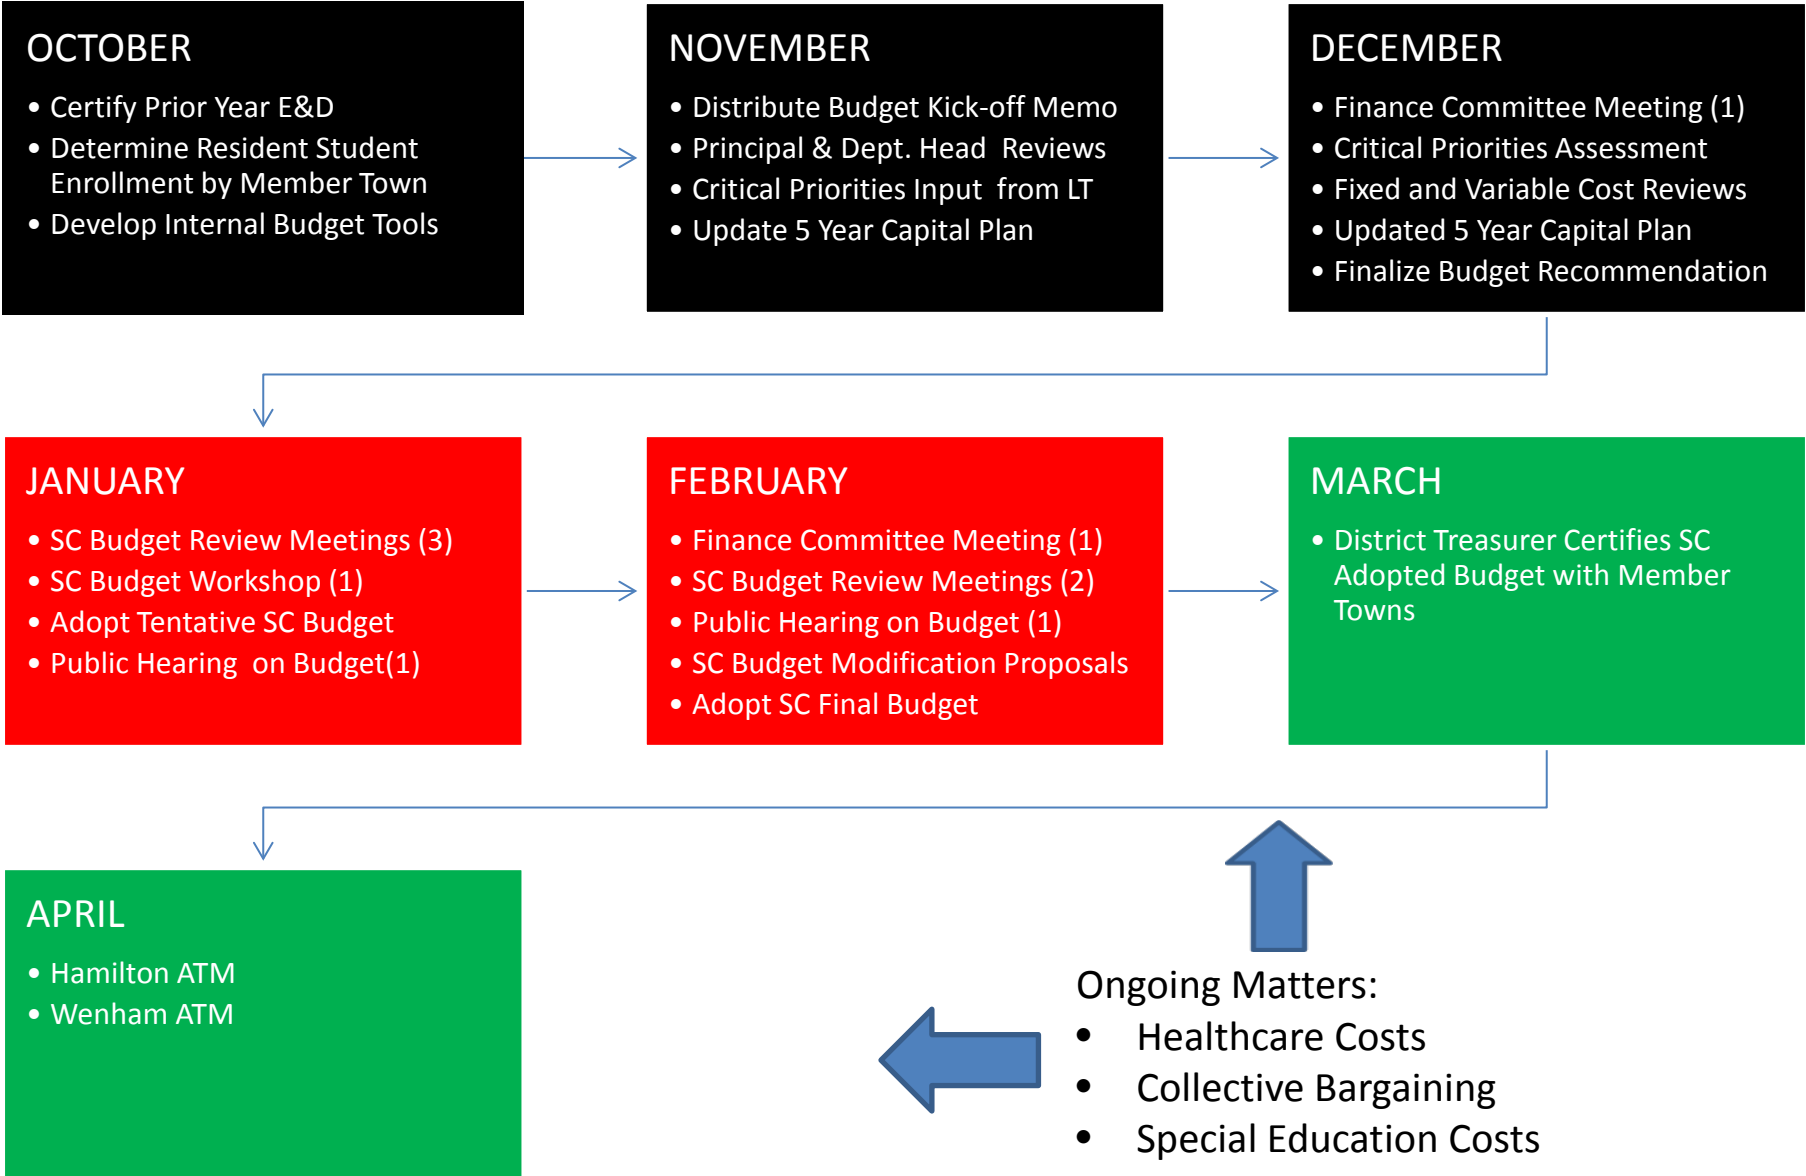 OCTOBER
• Certify Prior Year E&D
• Determine Resident Student
Enrollment by Member Town
• Develop Internal Budget Tools
NOVEMBER
• Distribute Budget Kick-off Memo
• Principal & Dept. Head Reviews
• Critical Priorities Input from LT
• Update 5 Year Capital Plan
DECEMBER
• Finance Committee Meeting (1)
• Critical Priorities Assessment
• Fixed and Variable Cost Reviews
• Updated 5 Year Capital Plan
• Finalize Budget Recommendation
JANUARY
• SC Budget Review Meetings (3)
• SC Budget Workshop (1)
• Adopt Tentative SC Budget
• Public Hearing on Budget(1)
FEBRUARY
• Finance Committee Meeting (1)
• SC Budget Review Meetings (2)
• Public Hearing on Budget (1)
• SC Budget Modification Proposals
• Adopt SC Final Budget
MARCH
• District Treasurer Certifies SC
Adopted Budget with Member
Towns
APRIL
• Hamilton ATM
• Wenham ATM
Ongoing Matters:
• Healthcare Costs
• Collective Bargaining
• Special Education Costs